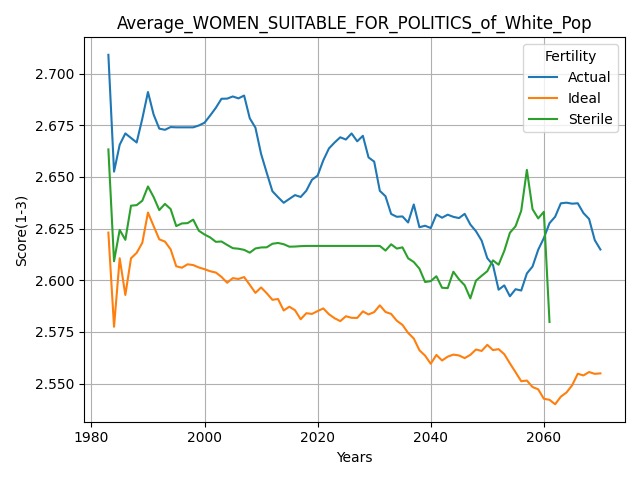 Average_WOMEN_SUITABLE_FOR_POLITICS_of_White_Pop
Fertility
Actual
Ideal
Sterile
Score(1-3)
2.700
2.675
2.650
2.625
2.600
2.575
2.550
1980 2000 2020 2040 2060
Years